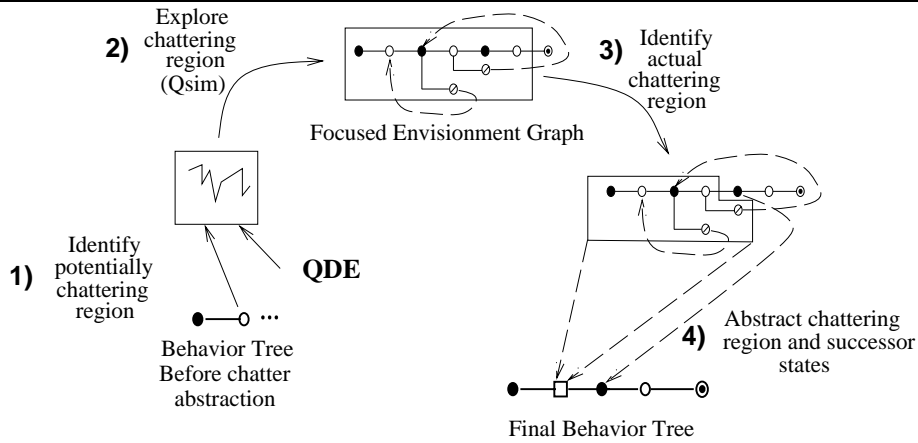 2)
Explore
chattering
region
(Qsim)
Focused Envisionment Graph
3)
Identify
actual
chattering
region
1)
Identify
potentially
chattering
region
QDE
...
Behavior Tree
Before chatter
abstraction
4)
Abstract chattering
region and successor
states
Final Behavior Tree